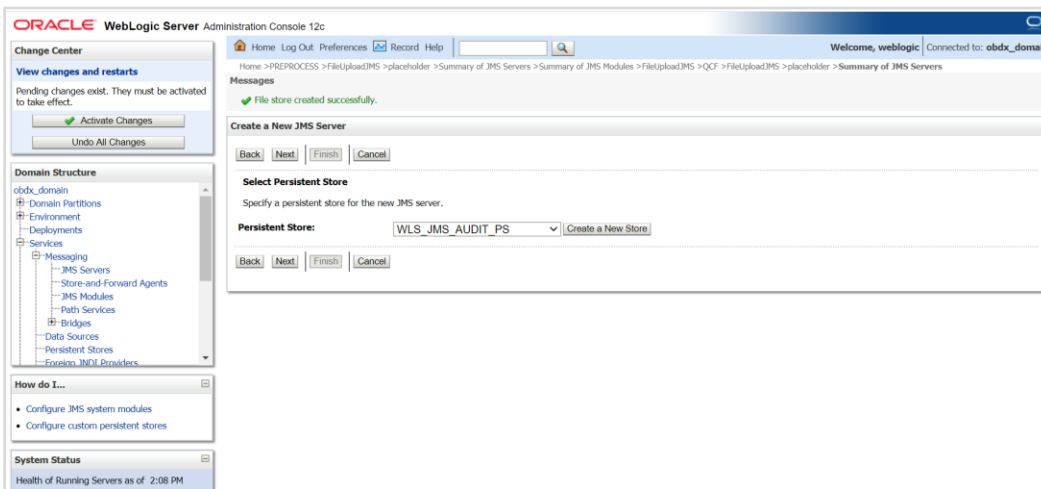 ORACLE WebLogic Server Administration Console 12c
Change Center
View changes and restarts
Pending changes exist. They must be activated
to take effect.
Activate Changes
Undo All Changes
Domain Structure
obdx_domain
Domain Partitions
Environment
Deployments
Services
Messaging
JMS Servers
Store-and-Forward Agents
JMS Modules
Path Services
Bridges
Data Sources
Persistent Stores
Foreign JNDI Providers
How do I...
Configure JMS system modules
Configure custom persistent stores
System Status
Health of Running Servers as of 2:08 PM
Home Log Out Preferences Record Help
Welcome, weblogic Connected to: obdx_domai
Home >PREPROCESS >FileUploadJMS >placeholder >Summary of JMS Servers >Summary of JMS Modules >FileUploadJMS >QCF >FileUploadJMS >placeholder >Summary of JMS Servers
Messages
File store created successfully.
Create a New JMS Server
Back Next Finish Cancel
Select Persistent Store
Specify a persistent store for the new JMS server.
Persistent Store: WLS_JMS_AUDIT_PS Create a New Store
Back Next Finish Cancel